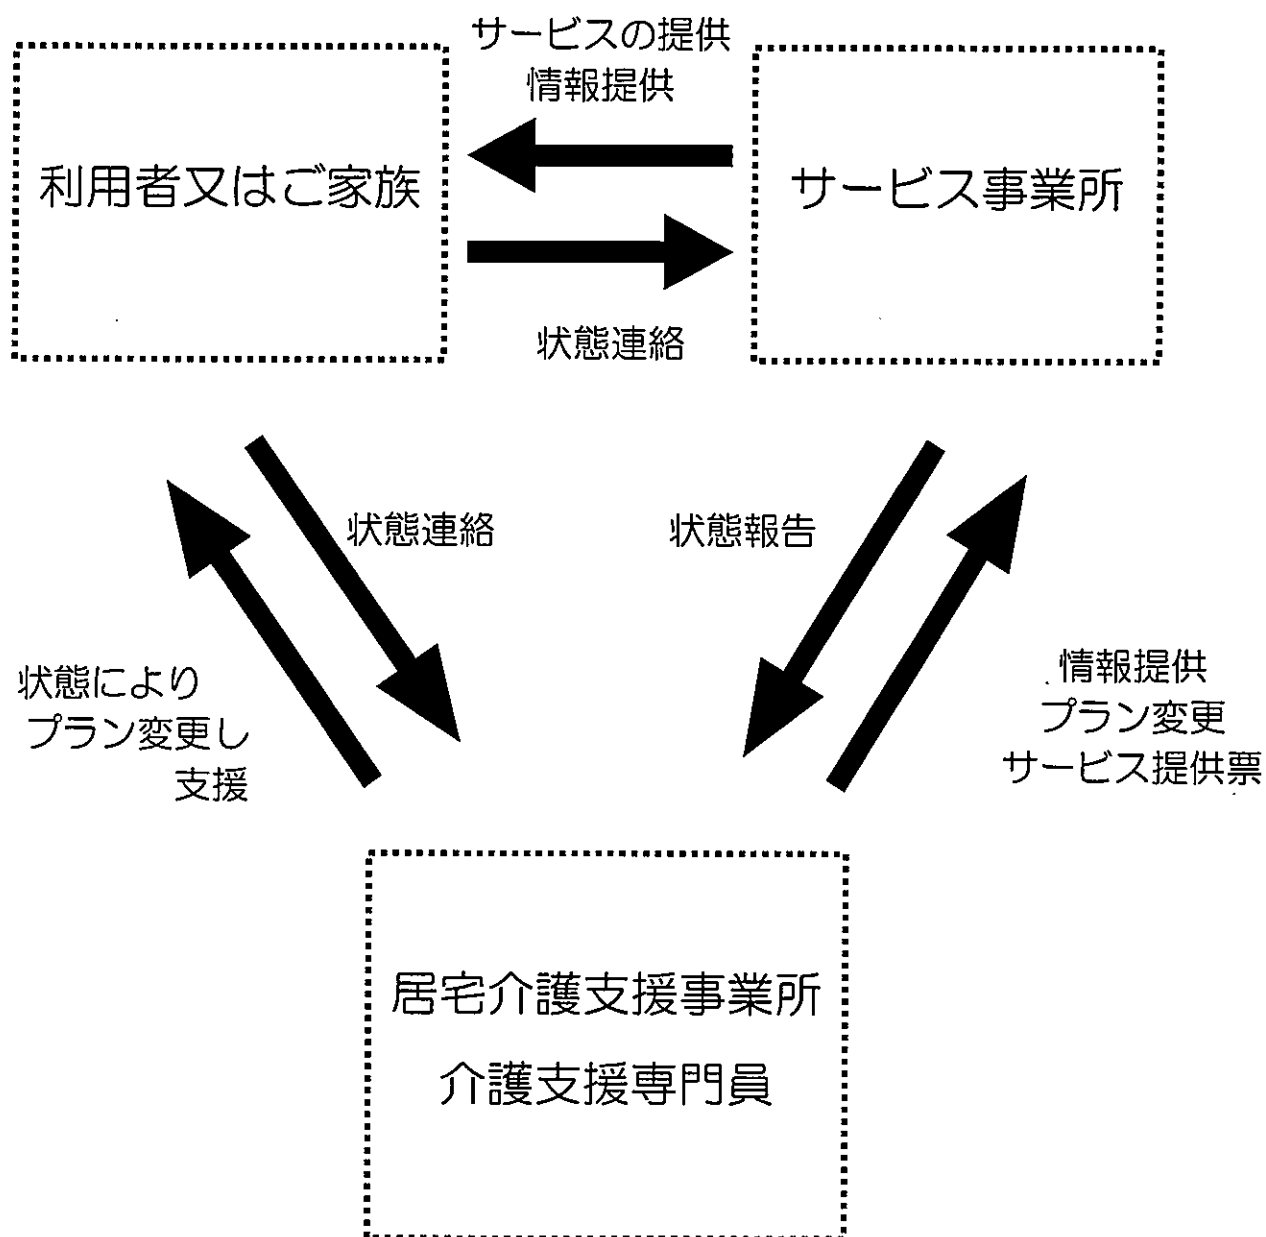 サービスの提供
情報提供
利用者又はご家族
サービス事業所
状態連絡
状態連絡
状態報告
状態により
プラン変更し
支援
情報提供
プラン変更
サービス提供票
居宅介護支援事業所
介護支援専門員